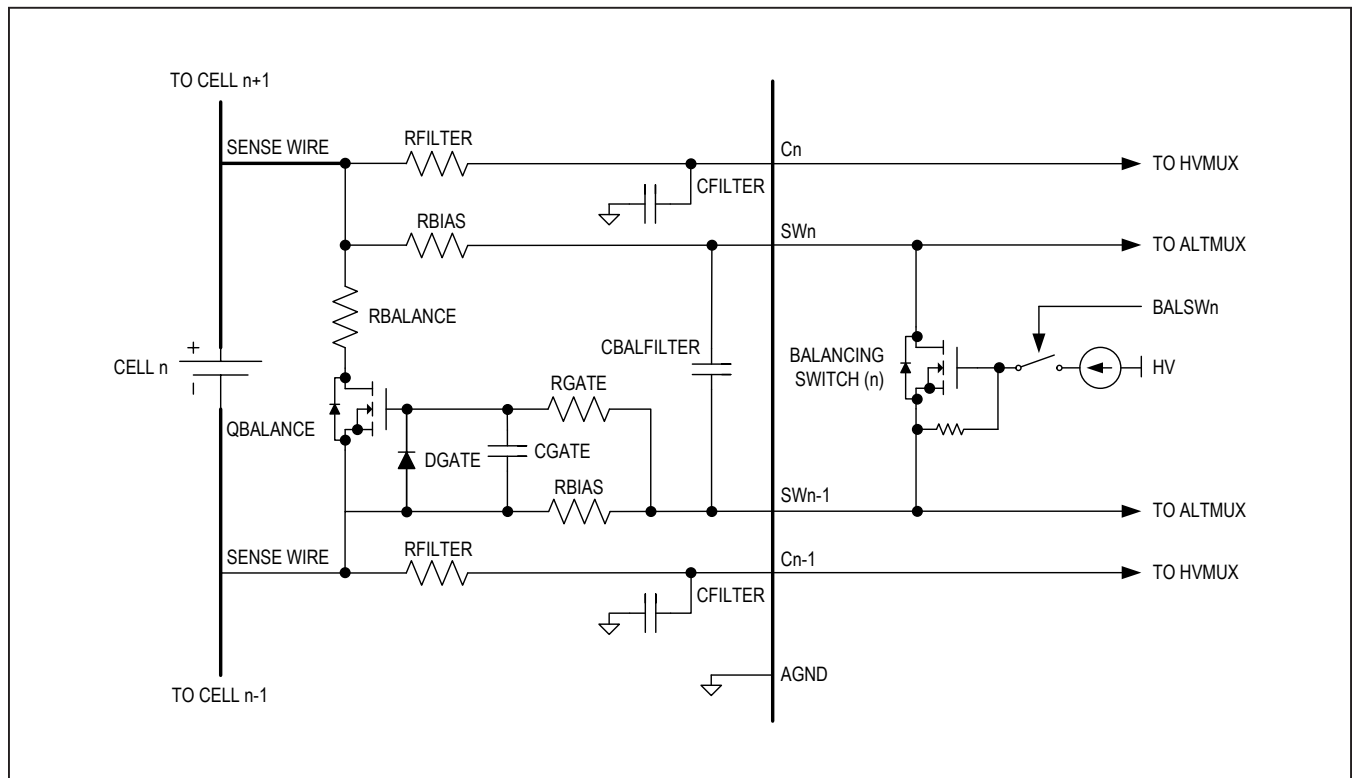 TO CELL n+1
SENSE WIRE
RFILTER
Cn
TO HVMUX
CFILTER
RBIAS
SWn
TO ALTMUX
RBALANCE
BALSWn
CBALFILTER
BALANCING
SWITCH (n)
HV
+
CELL n
–
RGATE
QBALANCE
DGATE
CGATE
RBIAS
SWn-1
TO ALTMUX
SENSE WIRE
RFILTER
Cn-1
TO HVMUX
CFILTER
AGND
TO CELL n-1